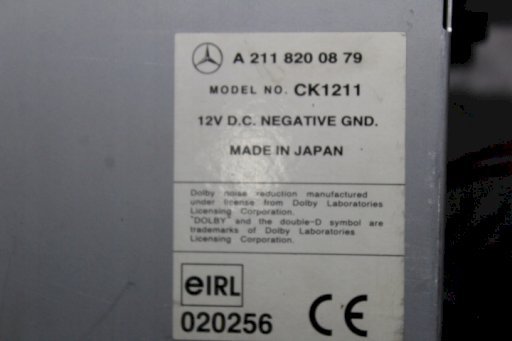 A 211 820 08 79
MODEL NO. CK1211
12V D.C. NEGATIVE GND.
MADE IN JAPAN
Dolby noise reduction manufactured
under license from Dolby Laboratories
Licensing Corporation.
"DOLBY" and the double-D symbol are
trademarks of Dolby Laboratories
Licensing Corporation.
eIRL
020256 CE